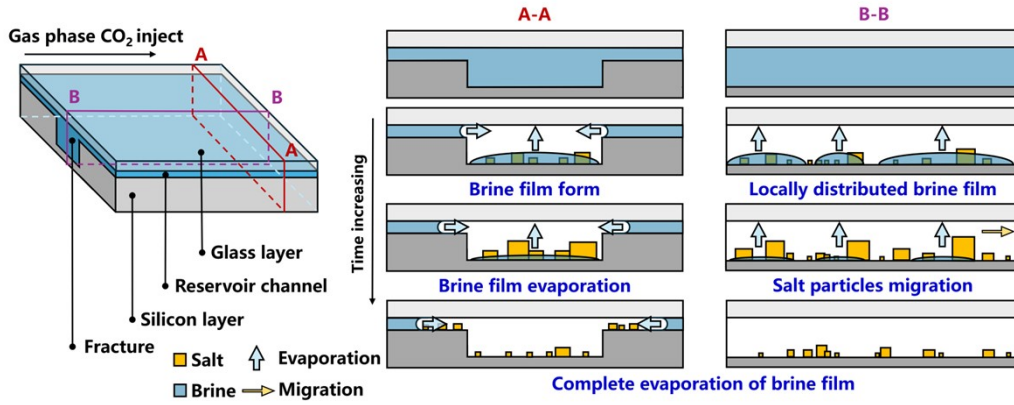 Gas phase CO₂ inject
A
B
B
A
Glass layer
Reservoir channel
Silicon layer
Fracture
Salt
Evaporation
Brine
Migration
Time increasing
A-A
B-B
Brine film form
Locally distributed brine film
Brine film evaporation
Salt particles migration
Complete evaporation of brine film